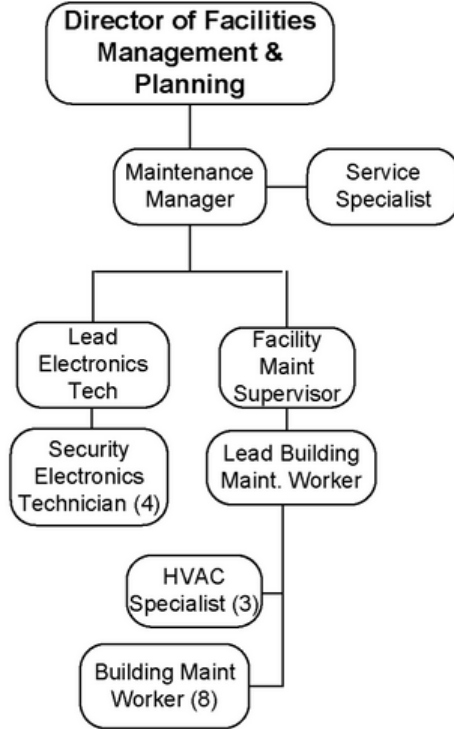 Director of Facilities
Management &
Planning
Maintenance
Manager
Service
Specialist
Lead
Electronics
Tech
Facility
Maint
Supervisor
Security
Electronics
Technician (4)
Lead Building
Maint. Worker
HVAC
Specialist (3)
Building Maint
Worker (8)